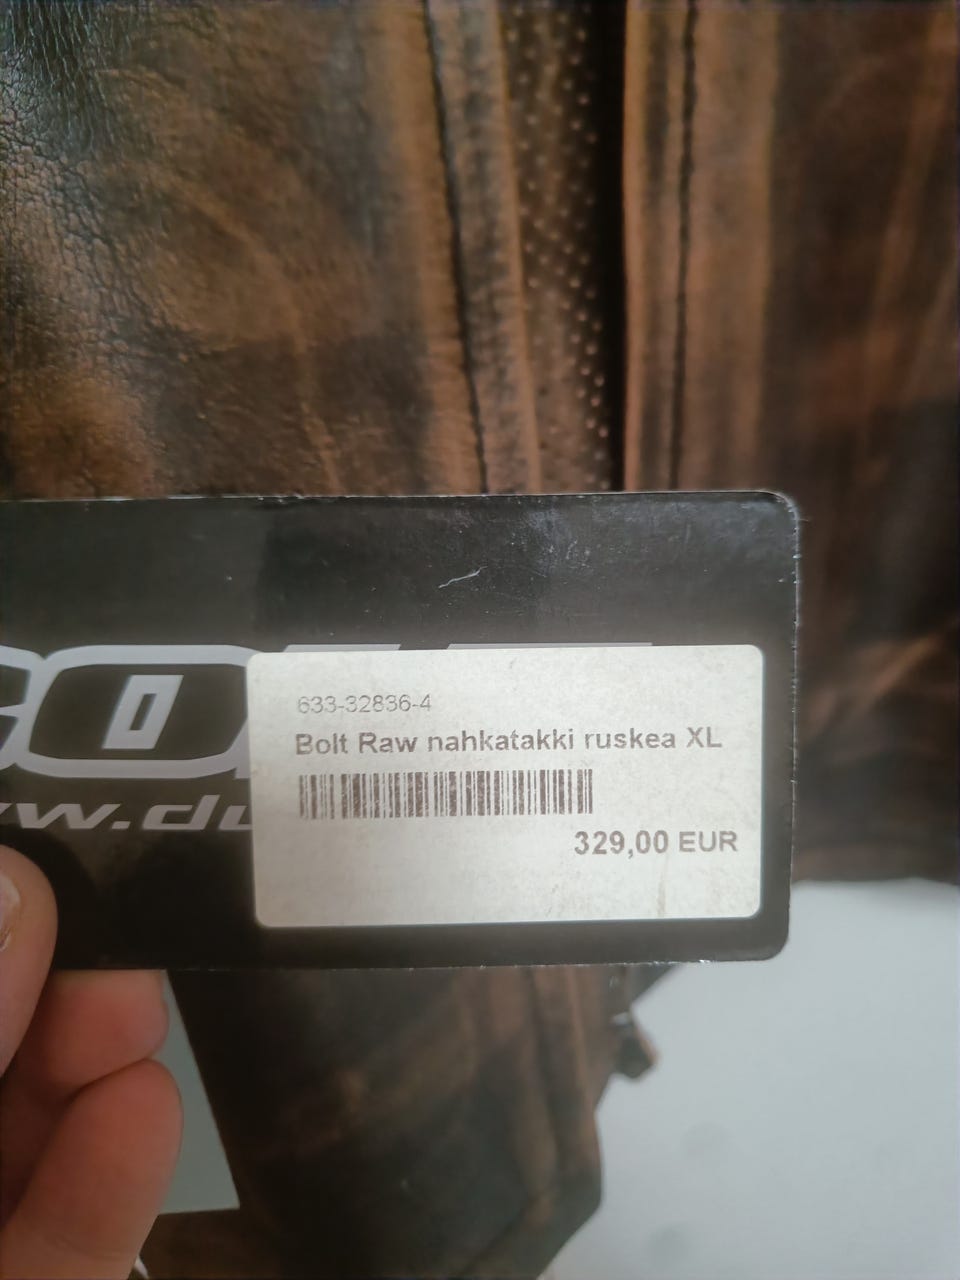 633-32836-4
Bolt Raw nahkatakki ruskea XL
329,00 EUR